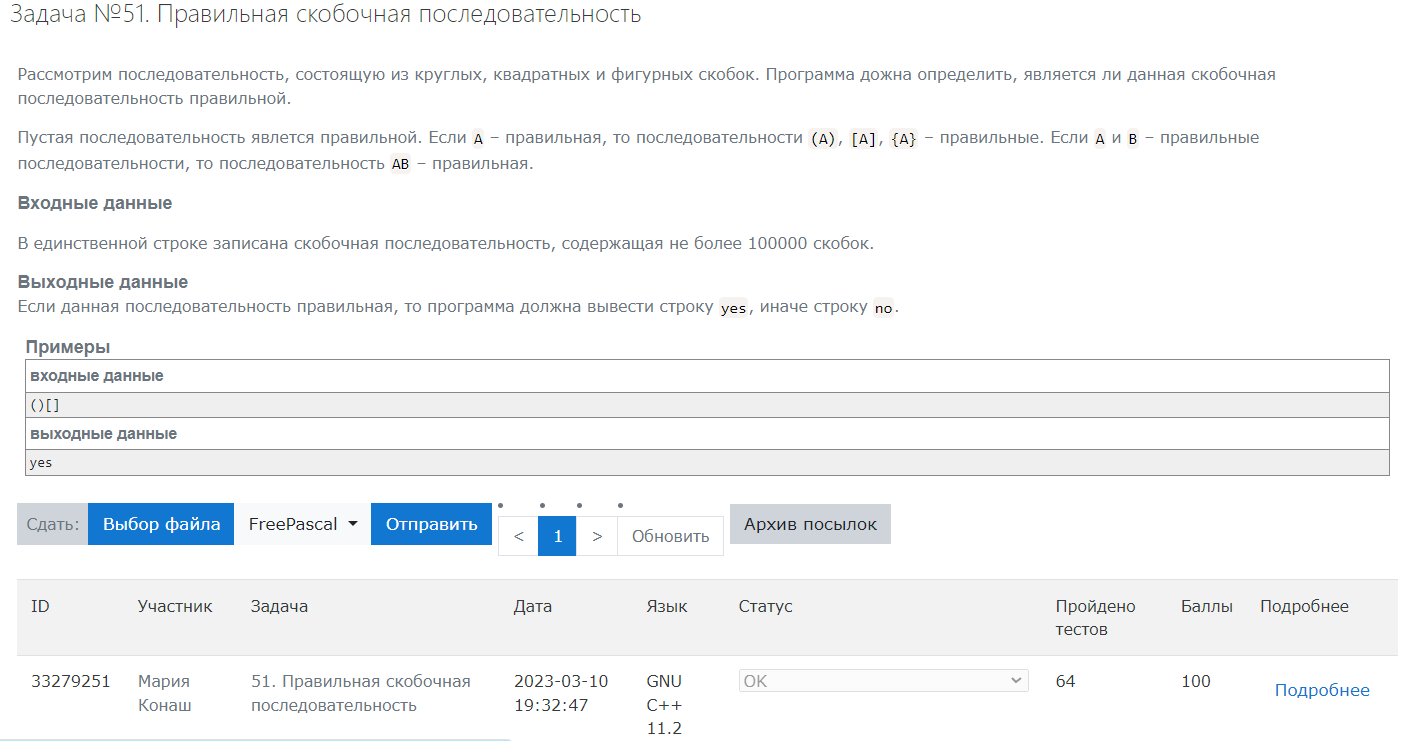 Задача №51. Правильная скобочная последовательность
Рассмотрим последовательность, состоящую из круглых, квадратных и фигурных скобок. Программа дожна определить, является ли данная скобочная
последовательность правильной.
Пустая последовательность явлется правильной. Если A – правильная, то последовательности (A), [A], {A} – правильные. Если A и B – правильные
последовательности, то последовательность AB – правильная.
Входные данные
В единственной строке записана скобочная последовательность, содержащая не более 100000 скобок.
Выходные данные
Если данная последовательность правильная, то программа должна вывести строку yes, иначе строку no.
Примеры
входные данные
()[]
выходные данные
yes
Сдать: Выбор файла FreePascal Отправить < 1 > Обновить Архив посылок
ID Участник Задача Дата Язык Статус Пройдено тестов Баллы Подробнее
33279251 Мария Конаш 51. Правильная скобочная последовательность 2023-03-10 19:32:47 GNU C++ 11.2 OK 64 100 Подробнее